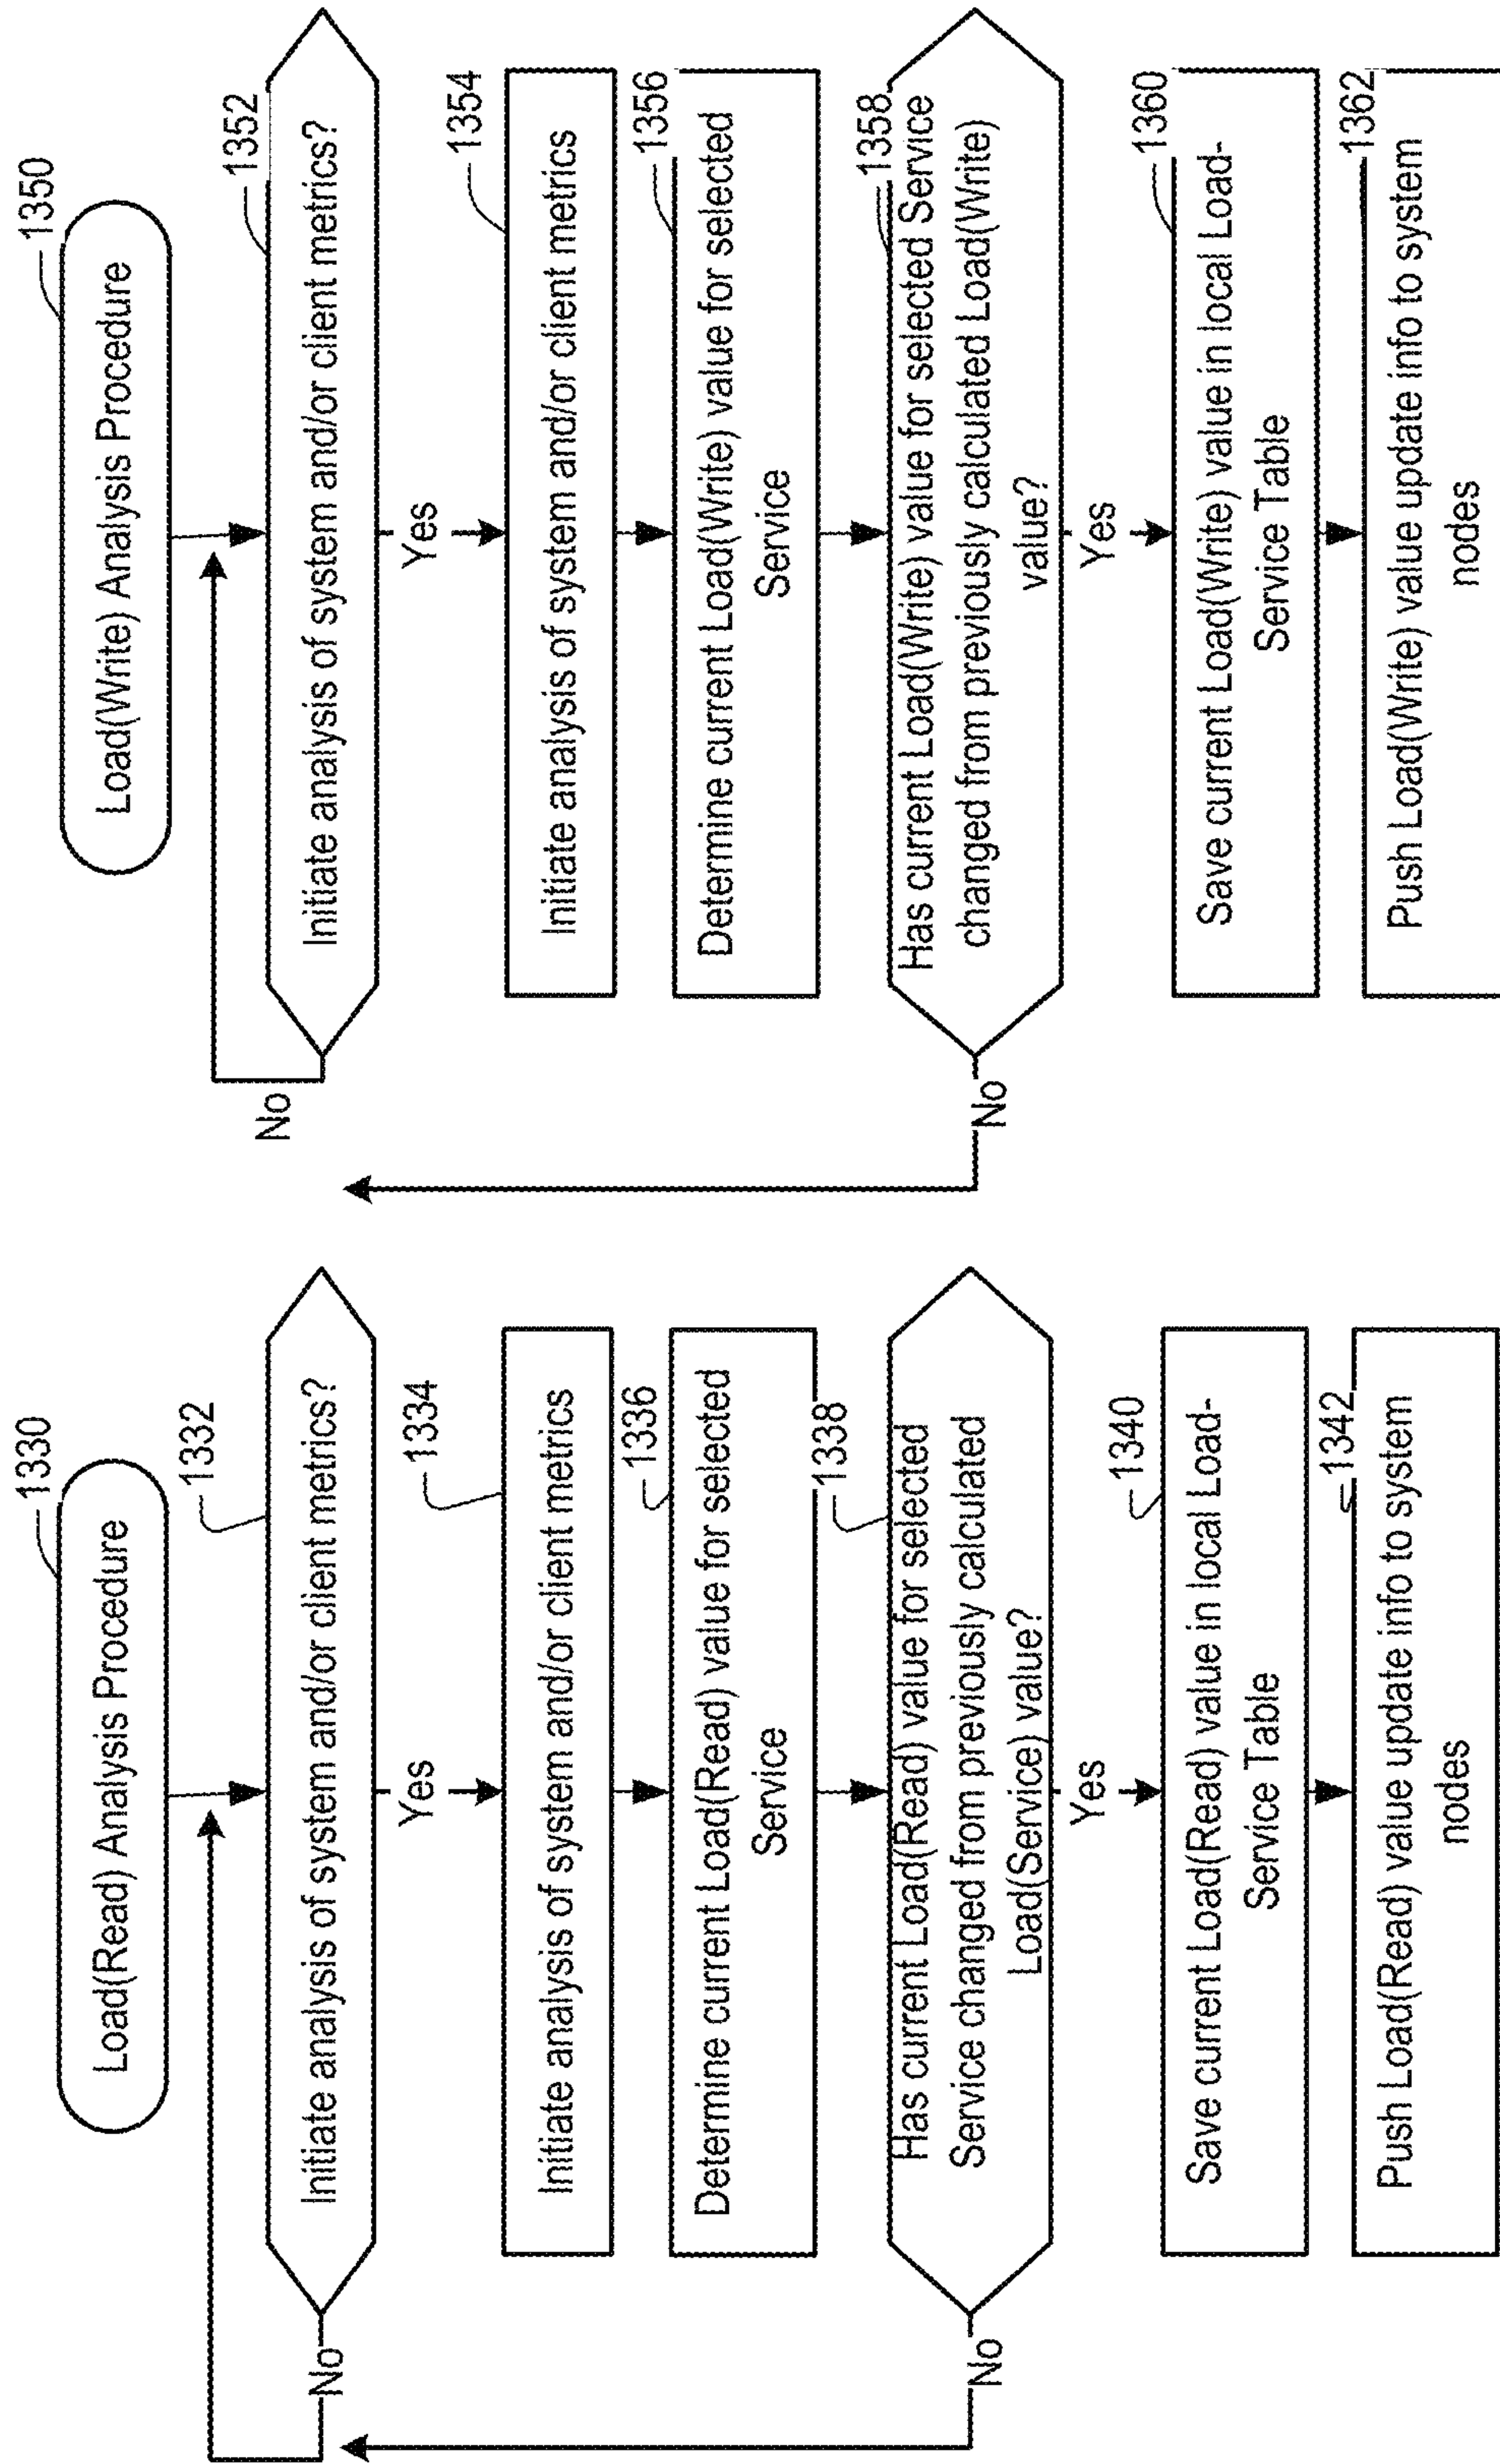 1330
Load(Read) Analysis Procedure
1332
Initiate analysis of system and/or client metrics?
No
Yes
1334
Initiate analysis of system and/or client metrics
1336
Determine current Load(Read) value for selected
Service
1338
Has current Load(Read) value for selected
Service changed from previously calculated
Load(Service) value?
No
Yes
1340
Save current Load(Read) value in local Load-
Service Table
1342
Push Load(Read) value update info to system
nodes
1350
Load(Write) Analysis Procedure
1352
Initiate analysis of system and/or client metrics?
No
Yes
1354
Initiate analysis of system and/or client metrics
1356
Determine current Load(Write) value for selected
Service
1358
Has current Load(Write) value for selected Service
changed from previously calculated Load(Write)
value?
No
Yes
1360
Save current Load(Write) value in local Load-
Service Table
1362
Push Load(Write) value update info to system
nodes